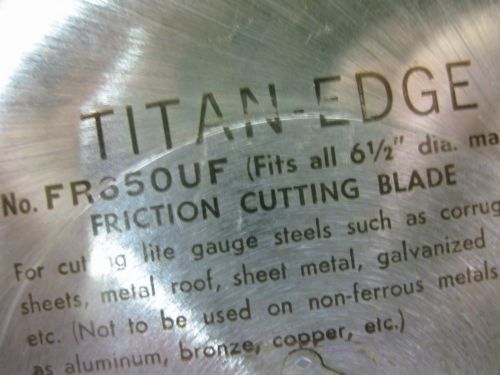 TITAN-EDGE
No. FR650UF (Fits all 6½" dia. ma
FRICTION CUTTING BLADE
For cutting lite gauge steels such as corrug
sheets, metal roof, sheet metal, galvanized
etc. (Not to be used on non-ferrous metals
as aluminum, bronze, copper, etc.)